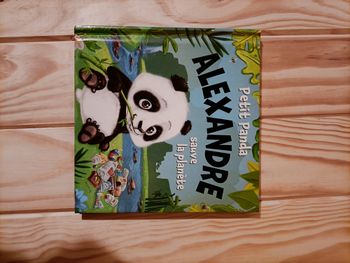 Petit Panda
ALEXANDRE
sauve
la planète